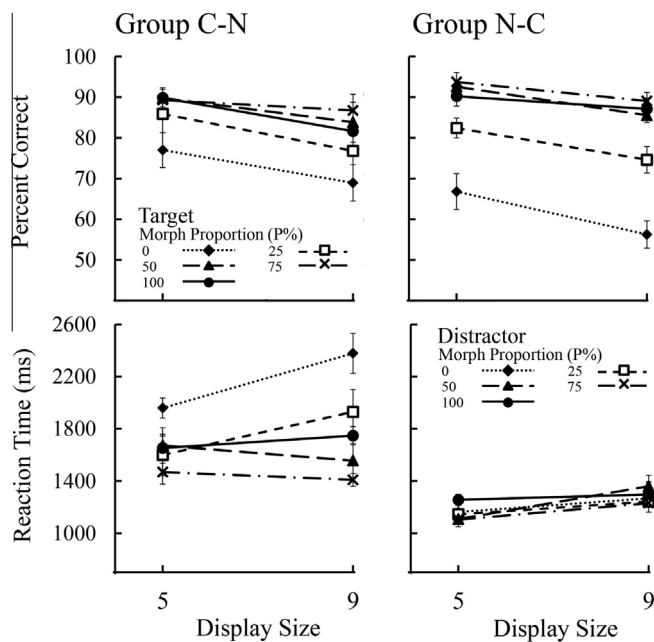 Group C-N
Group N-C
Percent Correct
100
90
80
70
60
50
Target
Morph Proportion (P%)
0 25
50 75
100
Reaction Time (ms)
2600
2200
1800
1400
1000
Distractor
Morph Proportion (P%)
0 25
50 75
100
5 9
5 9
Display Size
Display Size